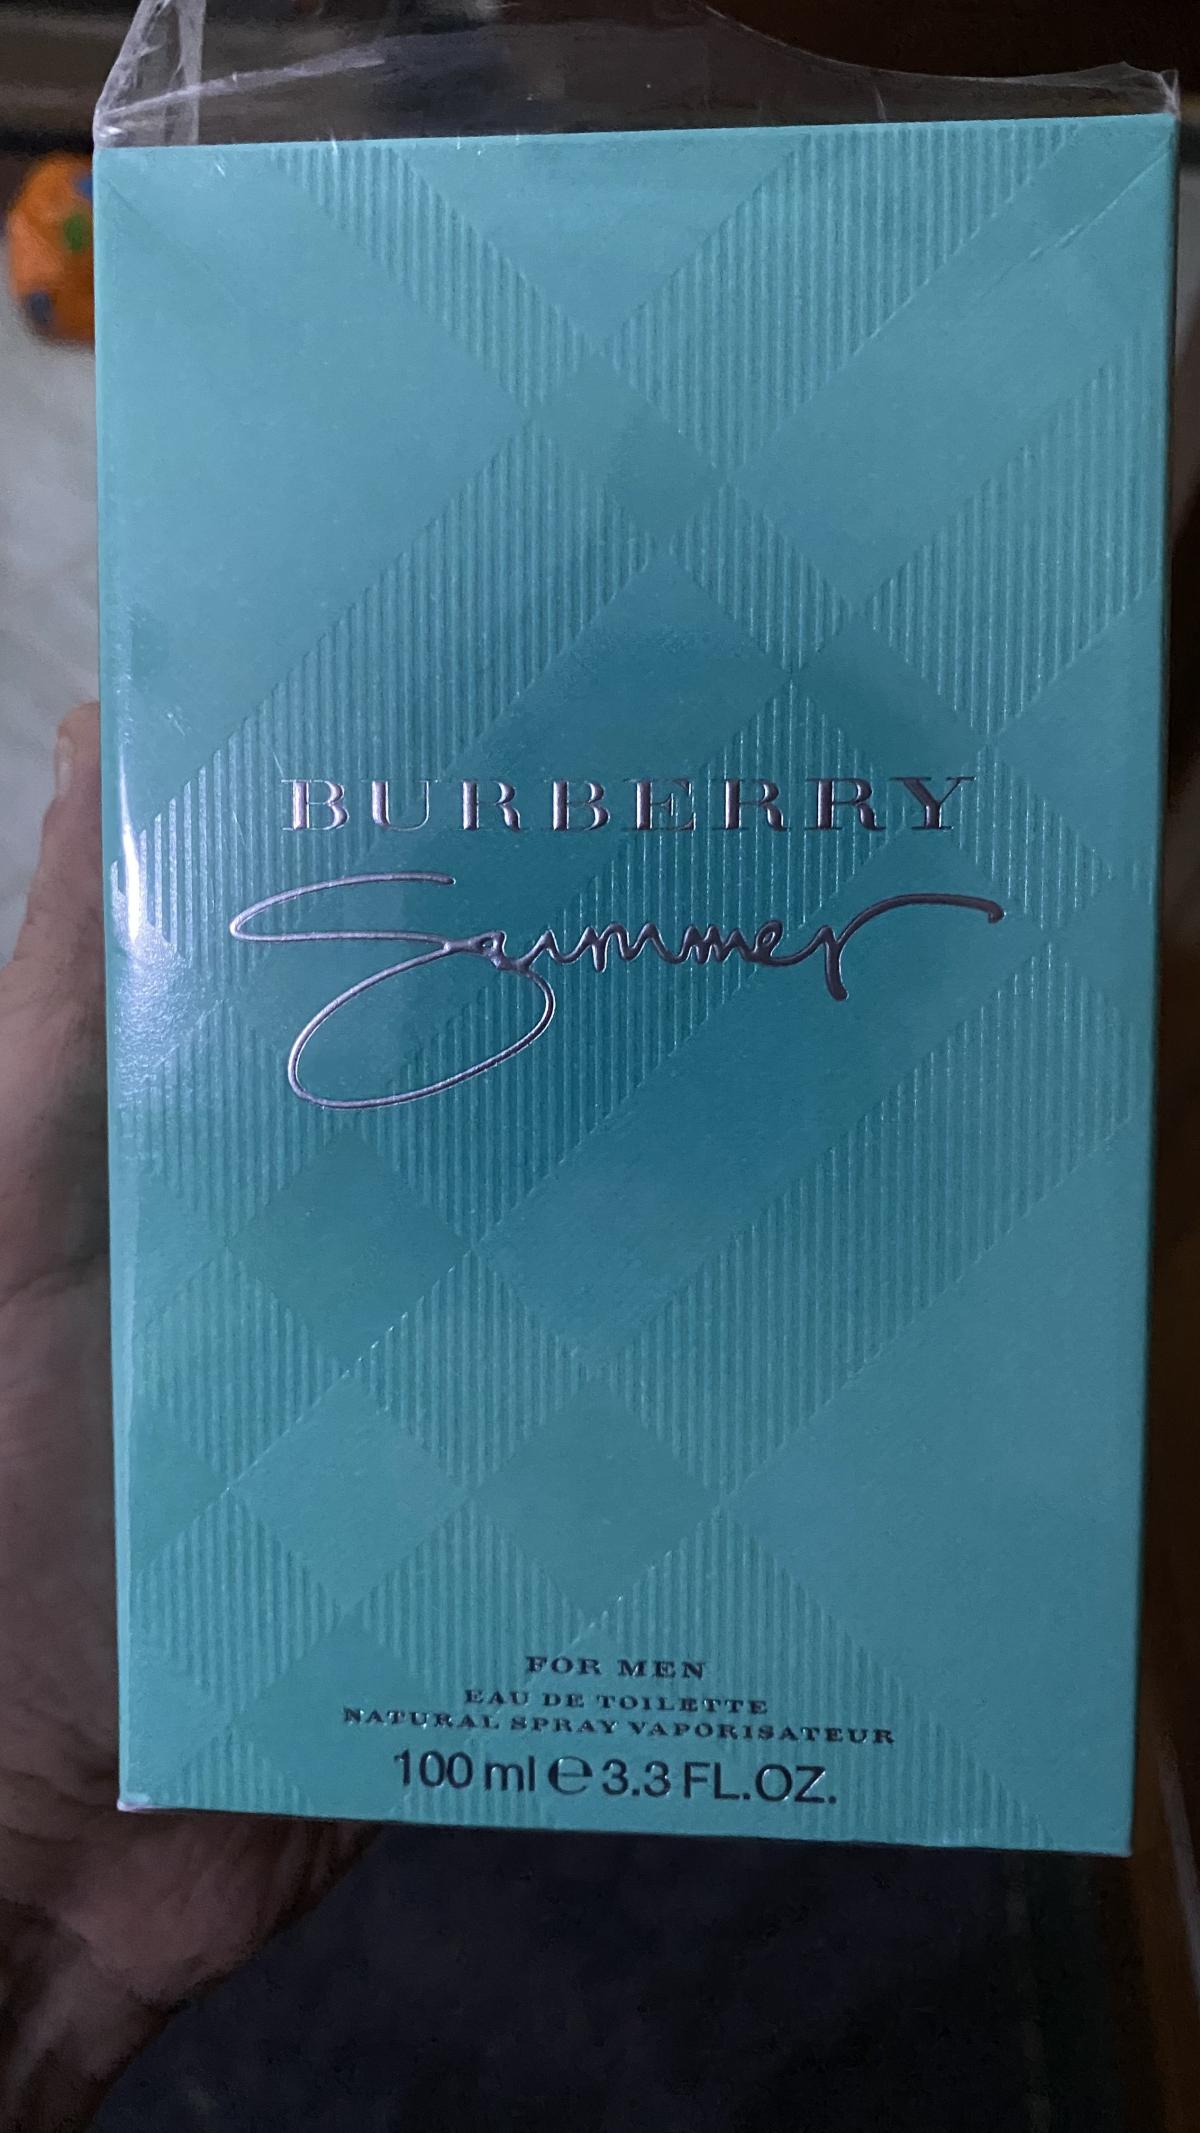 BURBERRY
Summer
FOR MEN
EAU DE TOILETTE
NATURAL SPRAY VAPORISATEUR
100 ml ℮ 3.3 FL.OZ.